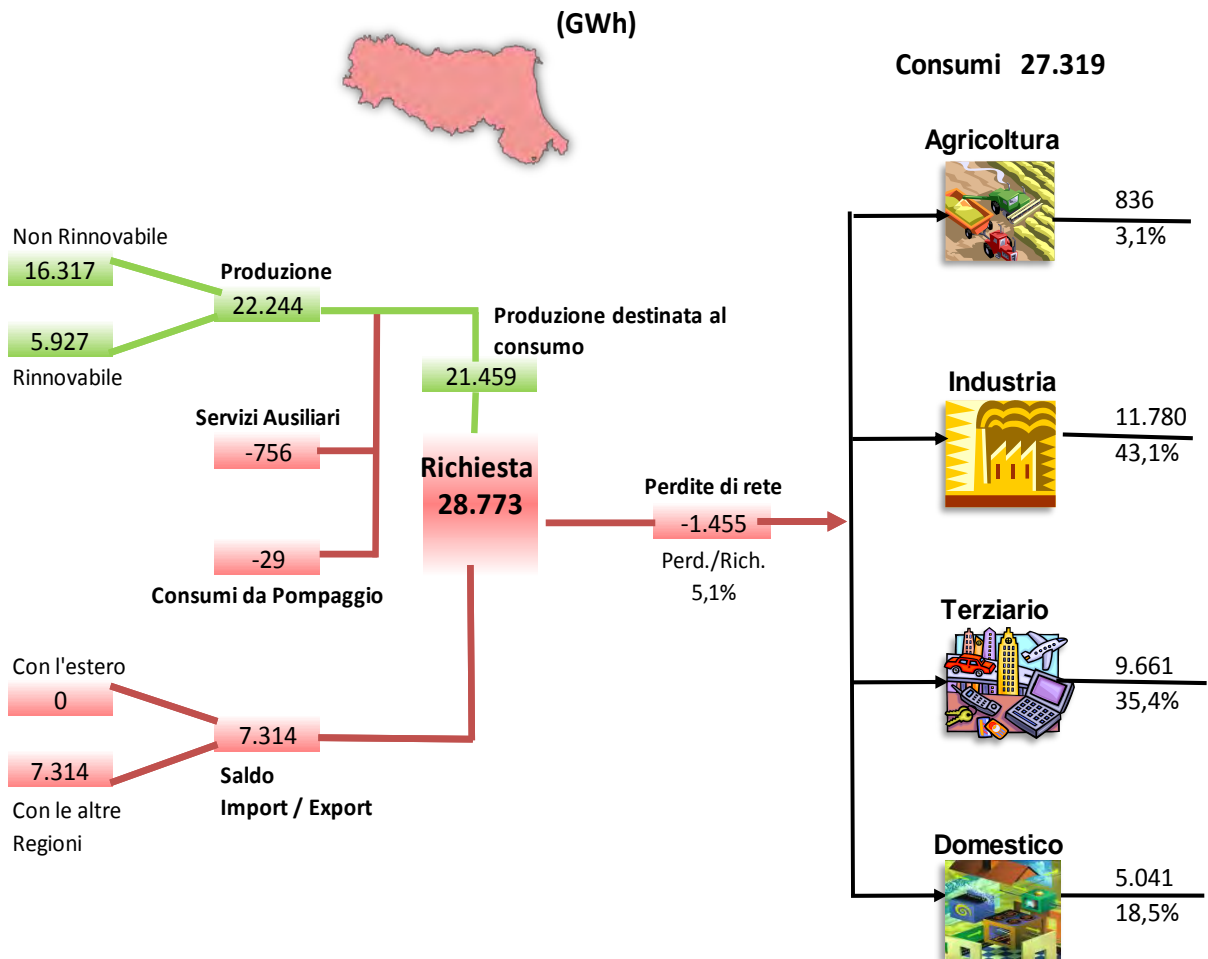 (GWh)
Consumi 27.319
Agricoltura
836
3,1%
Non Rinnovabile
16.317
Produzione
22.244
5.927
Rinnovabile
Produzione destinata al
consumo
21.459
Industria
11.780
43,1%
Servizi Ausiliari
-756
Richiesta
28.773
Perdite di rete
-1.455
Perd./Rich.
5,1%
-29
Consumi da Pompaggio
Terziario
9.661
35,4%
Con l'estero
0
7.314
Saldo
Import / Export
7.314
Con le altre
Regioni
Domestico
5.041
18,5%